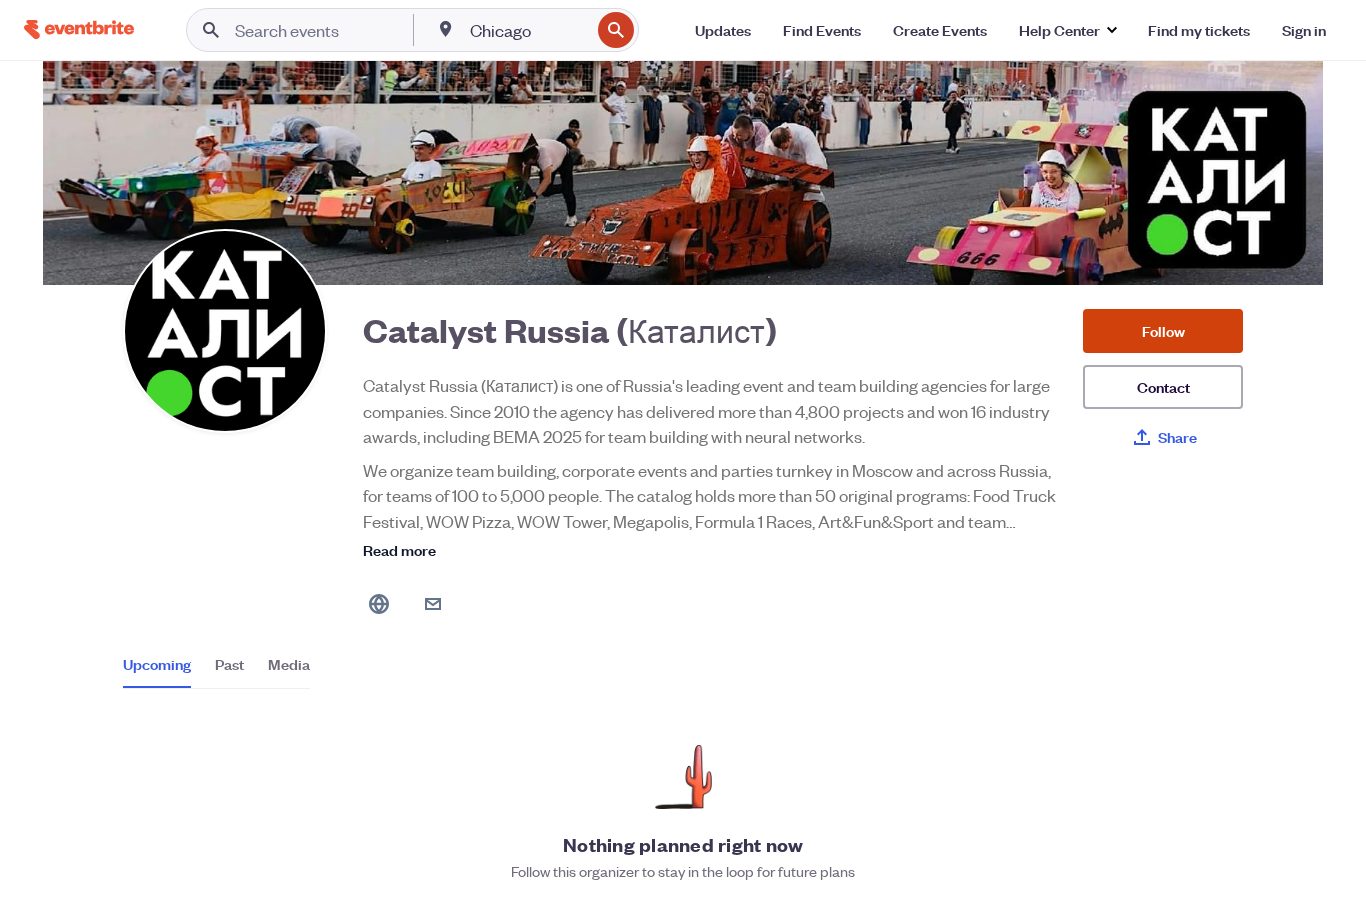 eventbrite
Search events
Chicago
Updates
Find Events
Create Events
Help Center
Find my tickets
Sign in
КАТ
АЛИ
СТ
666
КАТ
АЛИ
СТ
Catalyst Russia (Каталист)
Catalyst Russia (Каталист) is one of Russia's leading event and team building agencies for large
companies. Since 2010 the agency has delivered more than 4,800 projects and won 16 industry
awards, including BEMA 2025 for team building with neural networks.
We organize team building, corporate events and parties turnkey in Moscow and across Russia,
for teams of 100 to 5,000 people. The catalog holds more than 50 original programs: Food Truck
Festival, WOW Pizza, WOW Tower, Megapolis, Formula 1 Races, Art&Fun&Sport and team...
Read more
Follow
Contact
Share
Upcoming
Past
Media
Nothing planned right now
Follow this organizer to stay in the loop for future plans